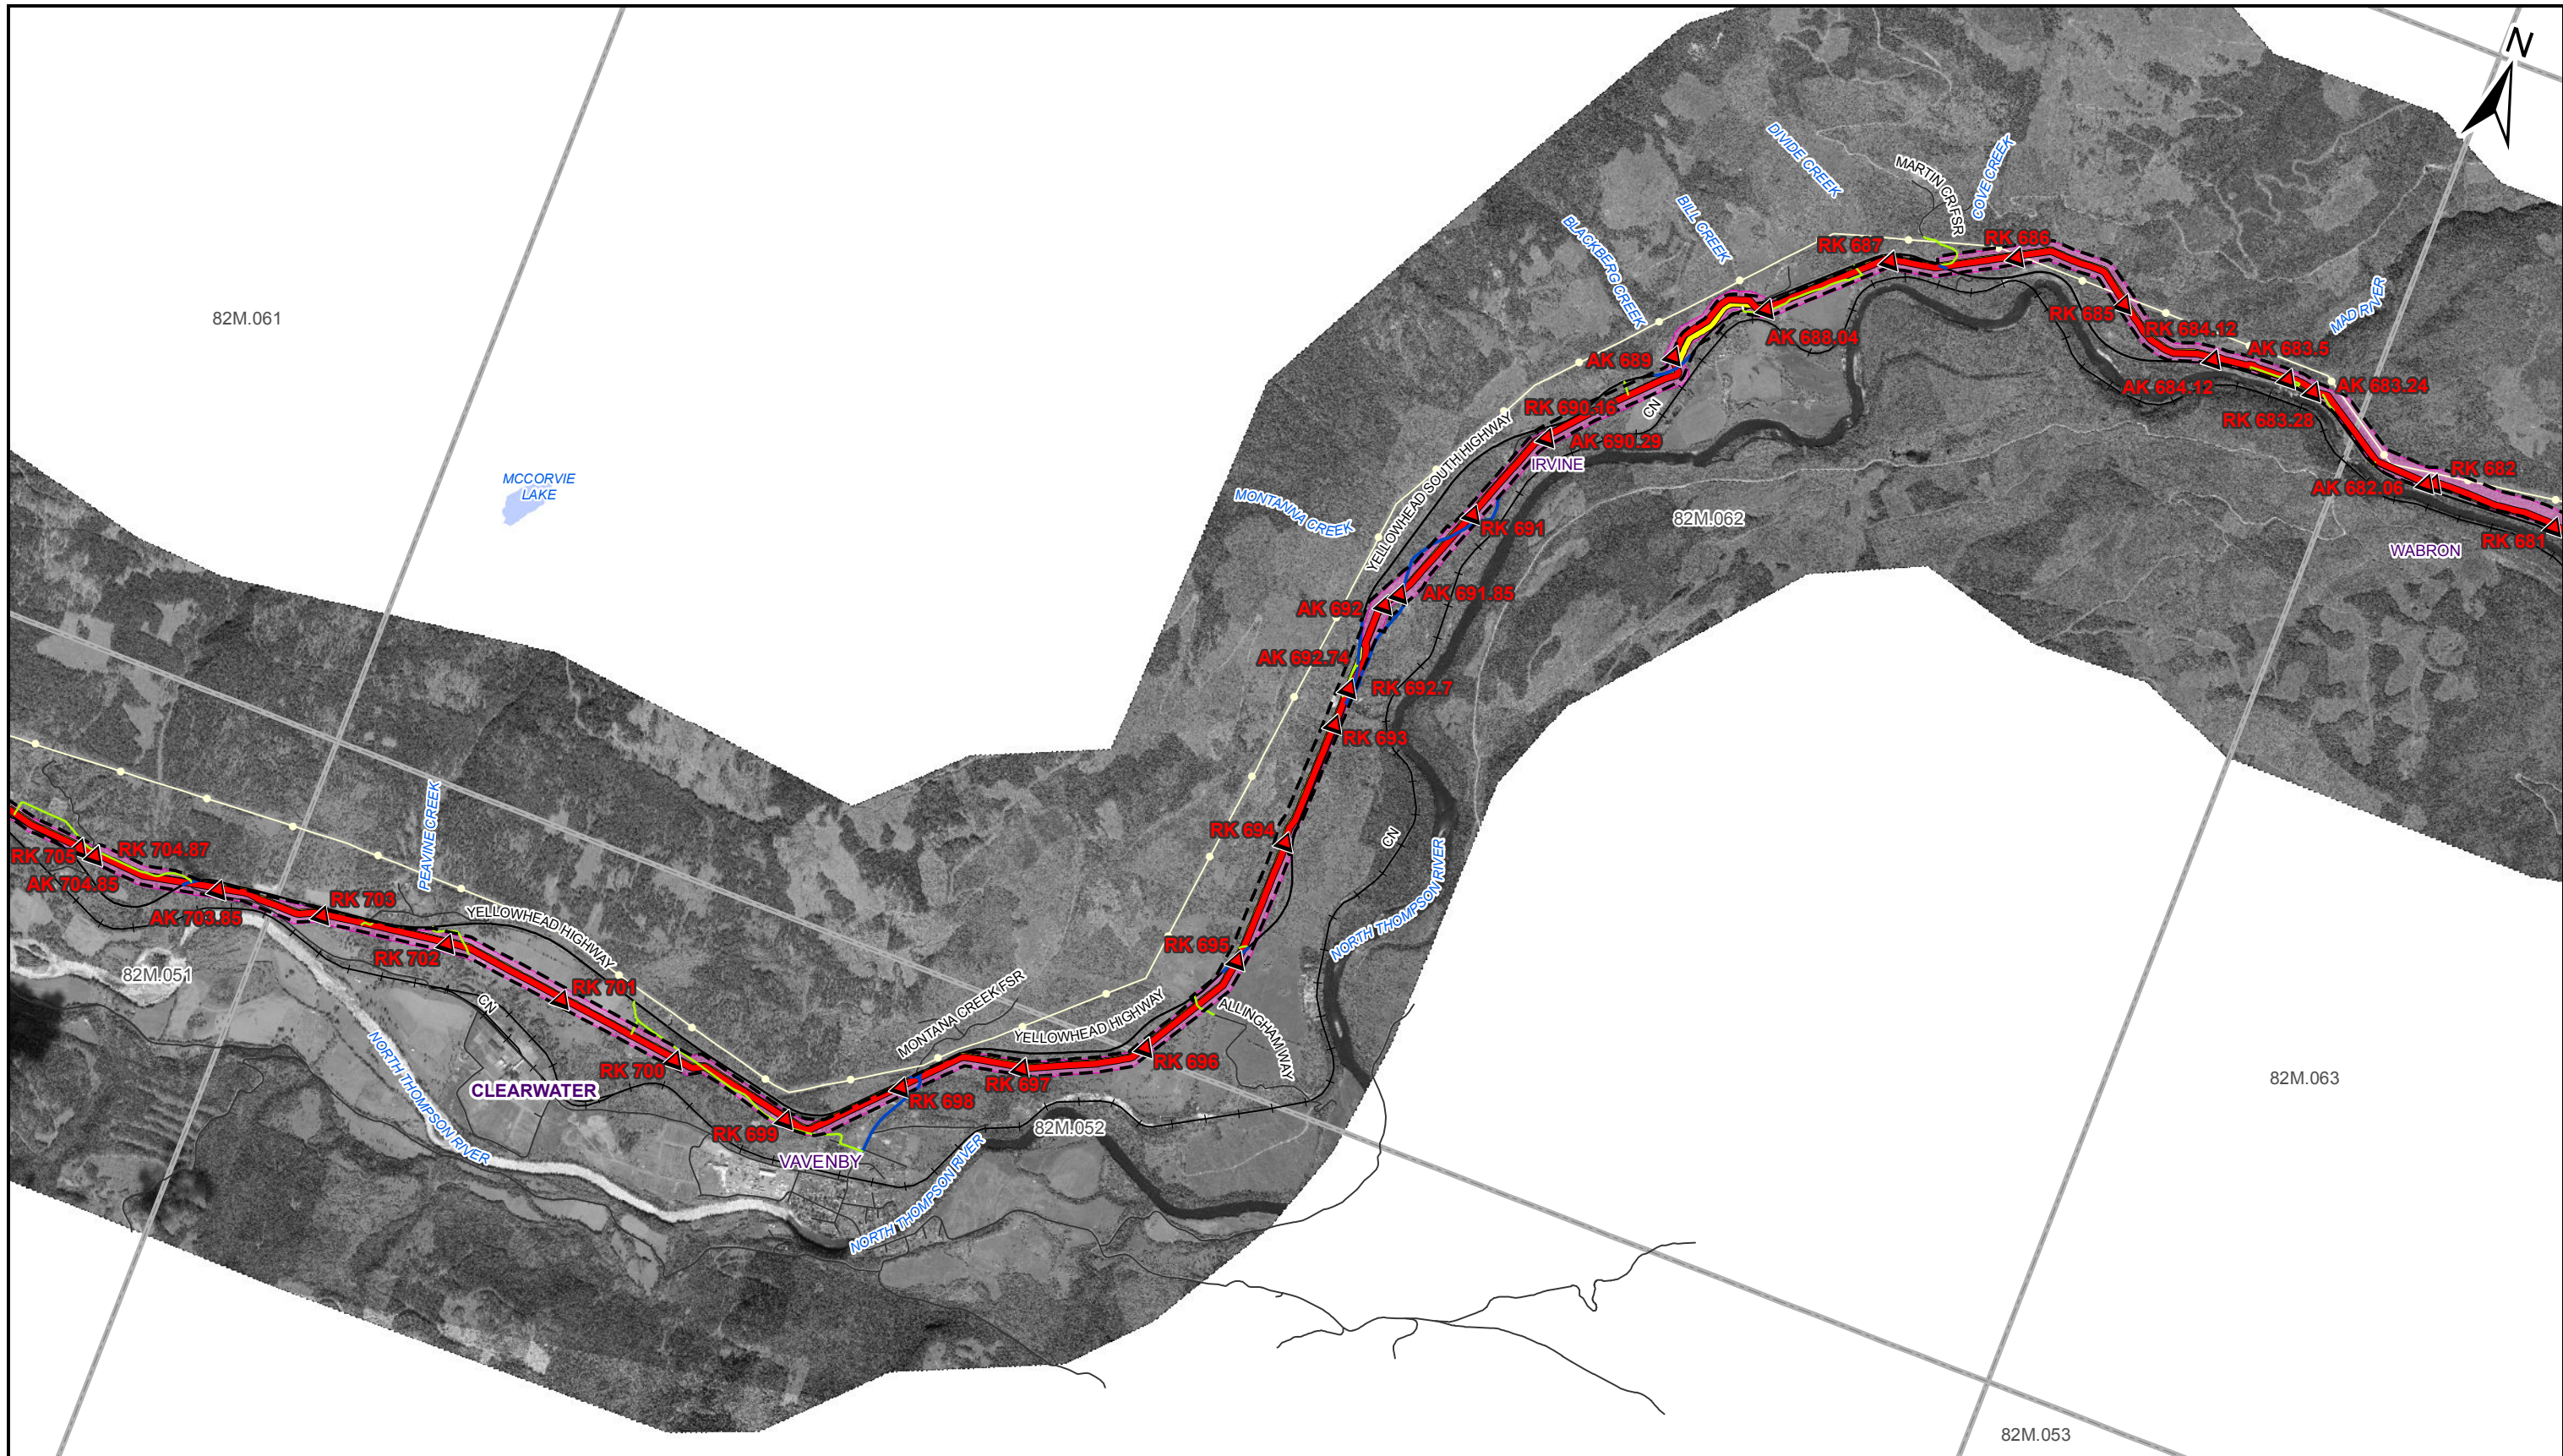 N
DIVIDE CREEK
MARTIN CR FSR
COVE CREEK
BILL CREEK
BLACKBERG CREEK
RK 687
RK 686
MAD RIVER
82M.061
RK 685
RK 684.12
AK 688.04
AK 683.5
AK 689
AK 684.12
AK 683.24
RK 690.16
CN
RK 683.28
AK 690.29
IRVINE
YELLOWHEAD SOUTH HIGHWAY
RK 682
AK 682.06
MCCORVIE
LAKE
MONTANNA CREEK
RK 691
82M.062
RK 681
WABRON
AK 692
AK 691.85
AK 692.74
RK 692.7
RK 693
PEAVINE CREEK
RK 694
CN
RK 704.87
RK 705
AK 704.85
RK 703
AK 703.85
YELLOWHEAD HIGHWAY
NORTH THOMPSON RIVER
RK 695
RK 702
82M.051
RK 701
CN
MONTANA CREEK FSR
YELLOWHEAD HIGHWAY
ALLINGHAM WAY
RK 700
RK 696
RK 697
82M.063
CLEARWATER
NORTH THOMPSON RIVER
RK 698
RK 699
82M.052
VAVENBY
NORTH THOMPSON RIVER
82M.053